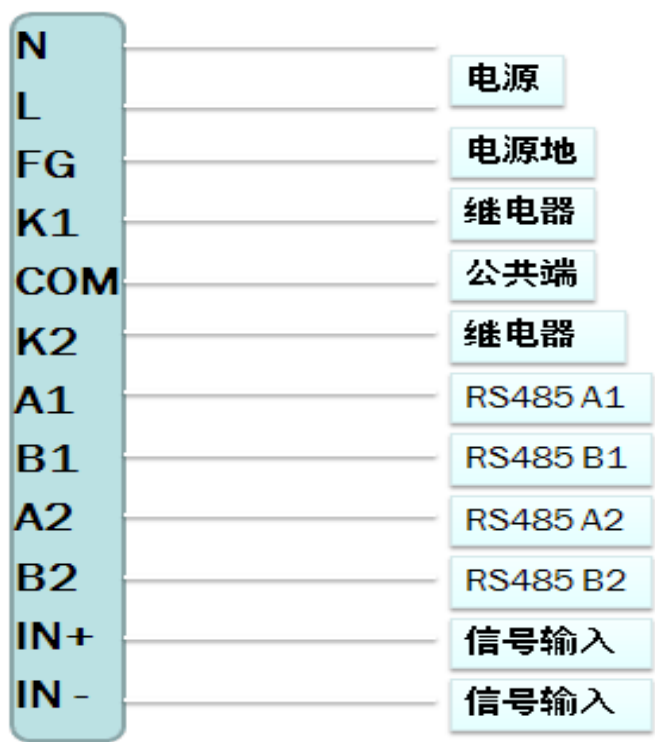 N
电源
L
FG
电源地
K1
继电器
COM
公共端
K2
继电器
A1
RS485 A1
B1
RS485 B1
A2
RS485 A2
B2
RS485 B2
IN+
信号输入
IN -
信号输入